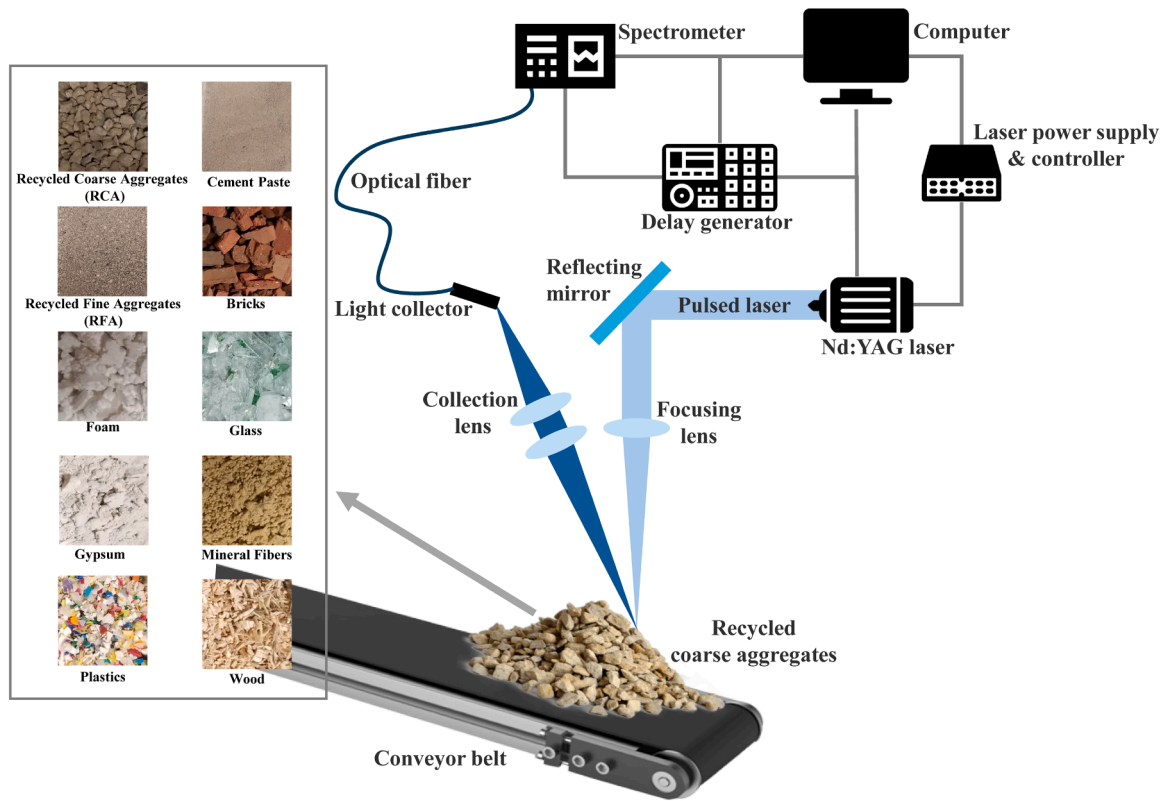 Spectrometer
Computer
Laser power supply
& controller
Optical fiber
Delay generator
Reflecting
mirror
Pulsed laser
Light collector
Nd:YAG laser
Collection
lens
Focusing
lens
Recycled
coarse aggregates
Conveyor belt
Recycled Coarse Aggregates
(RCA)
Cement Paste
Recycled Fine Aggregates
(RFA)
Bricks
Foam
Glass
Gypsum
Mineral Fibers
Plastics
Wood